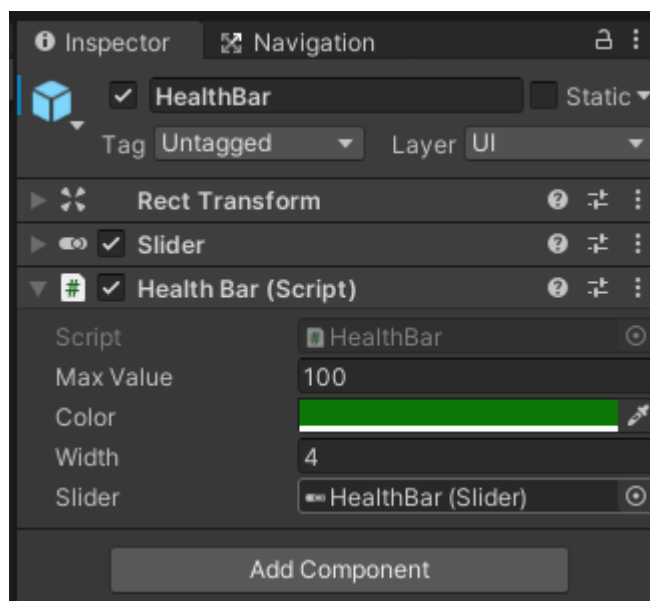 Inspector Navigation
HealthBar Static
Tag Untagged Layer UI
Rect Transform
Slider
# Health Bar (Script)
Script # HealthBar
Max Value 100
Color
Width 4
Slider HealthBar (Slider)
Add Component